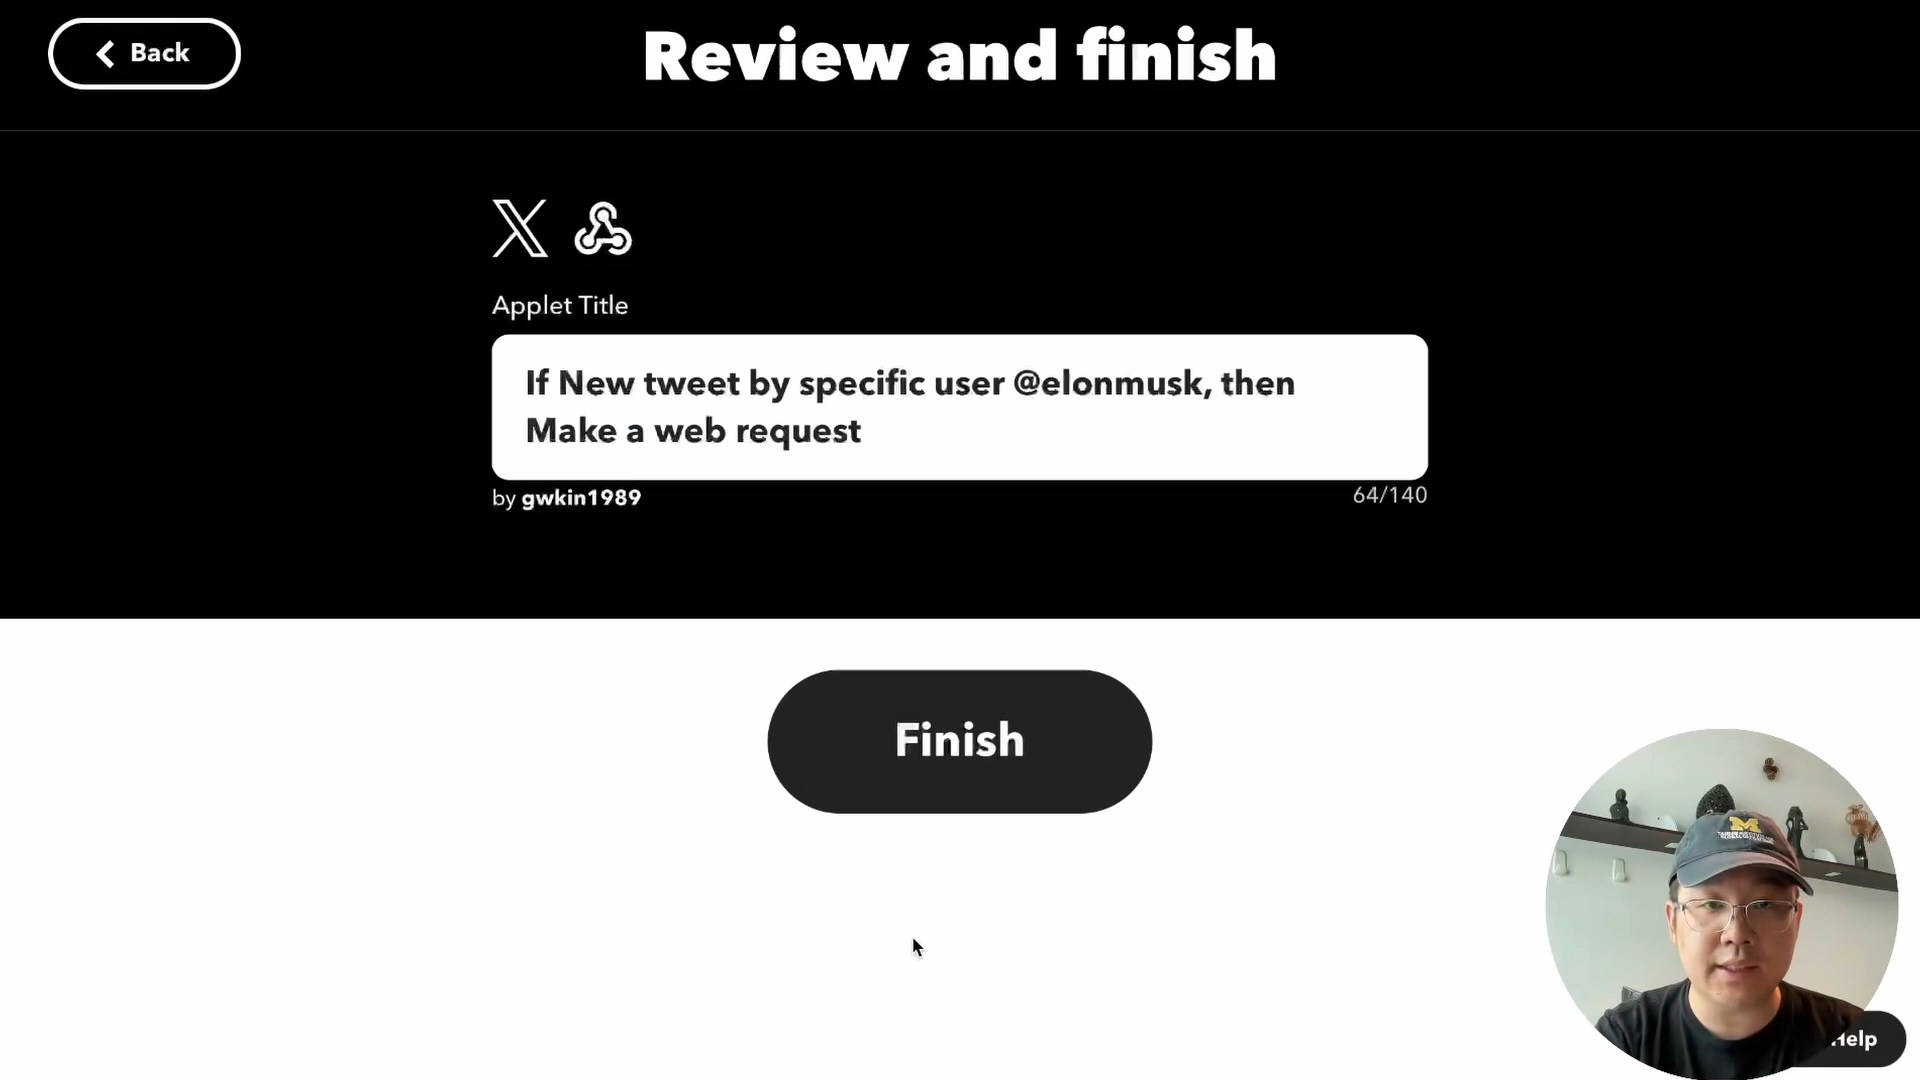 Back
Review and finish
Applet Title
If New tweet by specific user @elonmusk, then
Make a web request
by gwkin1989
64/140
Finish
M
Help